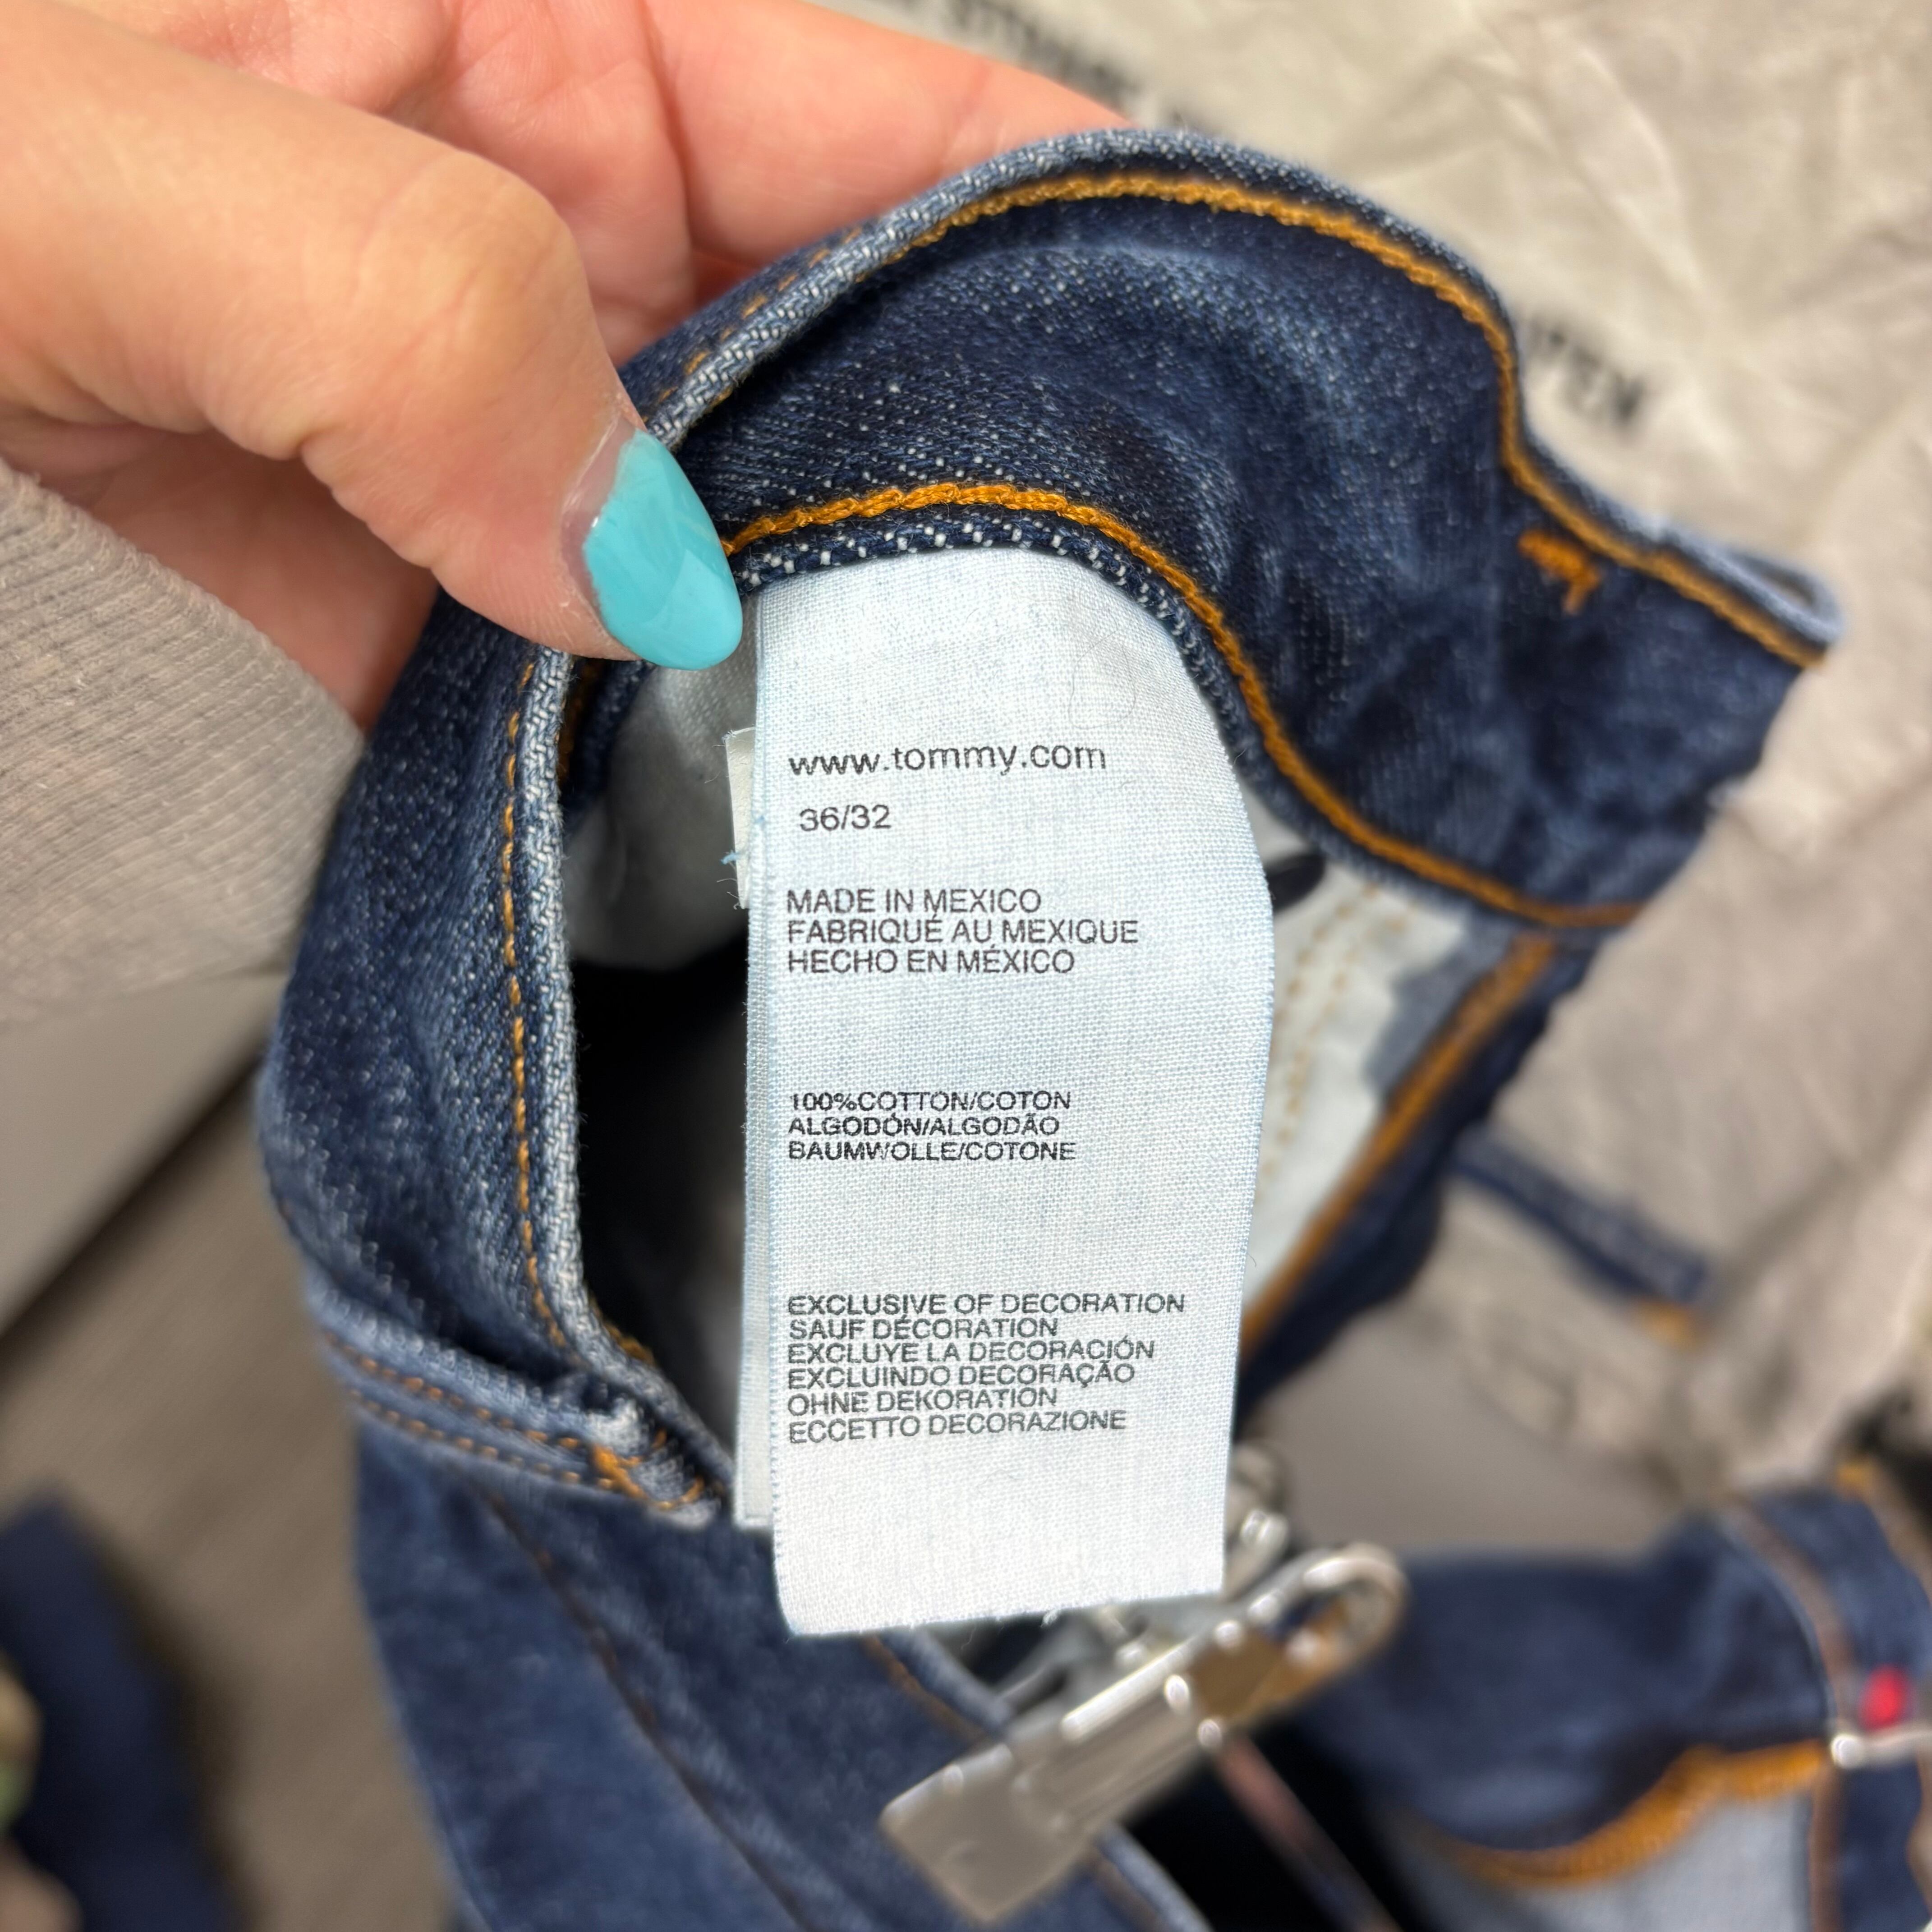 www.tommy.com
36/32
MADE IN MEXICO
FABRIQUÉ AU MEXIQUE
HECHO EN MÉXICO
100%COTTON/COTON
ALGODÓN/ALGODÃO
BAUMWOLLE/COTONE
EXCLUSIVE OF DECORATION
SAUF DÉCORATION
EXCLUYE LA DECORACIÓN
EXCLUINDO DECORAÇÃO
OHNE DEKORATION
ECCETTO DECORAZIONE